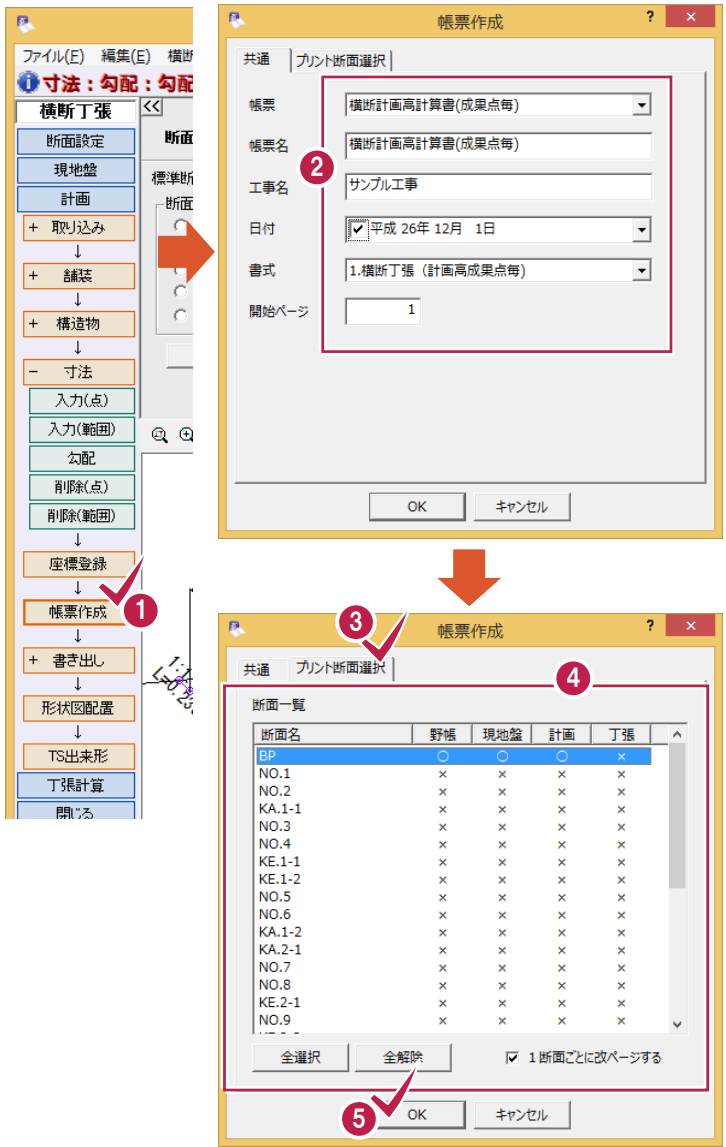 ファイル(F) 編集(E) 横断
寸法：勾配：勾配
横断丁張
<<
断面設定
現地盤
計画
+ 取り込み
↓
+ 舗装
↓
+ 構造物
↓
− 寸法
入力(点)
入力(範囲)
勾配
削除(点)
削除(範囲)
座標登録
↓
帳票作成
↓
+ 書き出し
↓
形状図配置
↓
TS出来形
丁張計算
閉じる
断面
標準断
断面
1
帳票作成
? ×
共通 プリント断面選択
帳票 横断計画高計算書(成果点毎)
帳票名 横断計画高計算書(成果点毎)
工事名 サンプル工事
日付 平成 26年 12月 1日
書式 1.横断丁張（計画高成果点毎）
開始ページ 1
2
OK キャンセル
帳票作成
? ×
3
共通 プリント断面選択
4
断面一覧
断面名 野帳 現地盤 計画 丁張
BP ○ ○ ○ ×
NO.1 × × × ×
NO.2 × × × ×
KA.1-1 × × × ×
NO.3 × × × ×
NO.4 × × × ×
KE.1-1 × × × ×
KE.1-2 × × × ×
NO.5 × × × ×
NO.6 × × × ×
KA.1-2 × × × ×
KA.2-1 × × × ×
NO.7 × × × ×
NO.8 × × × ×
KE.2-1 × × × ×
NO.9 × × × ×
全選択 全解除 1断面ごとに改ページする
5
OK キャンセル